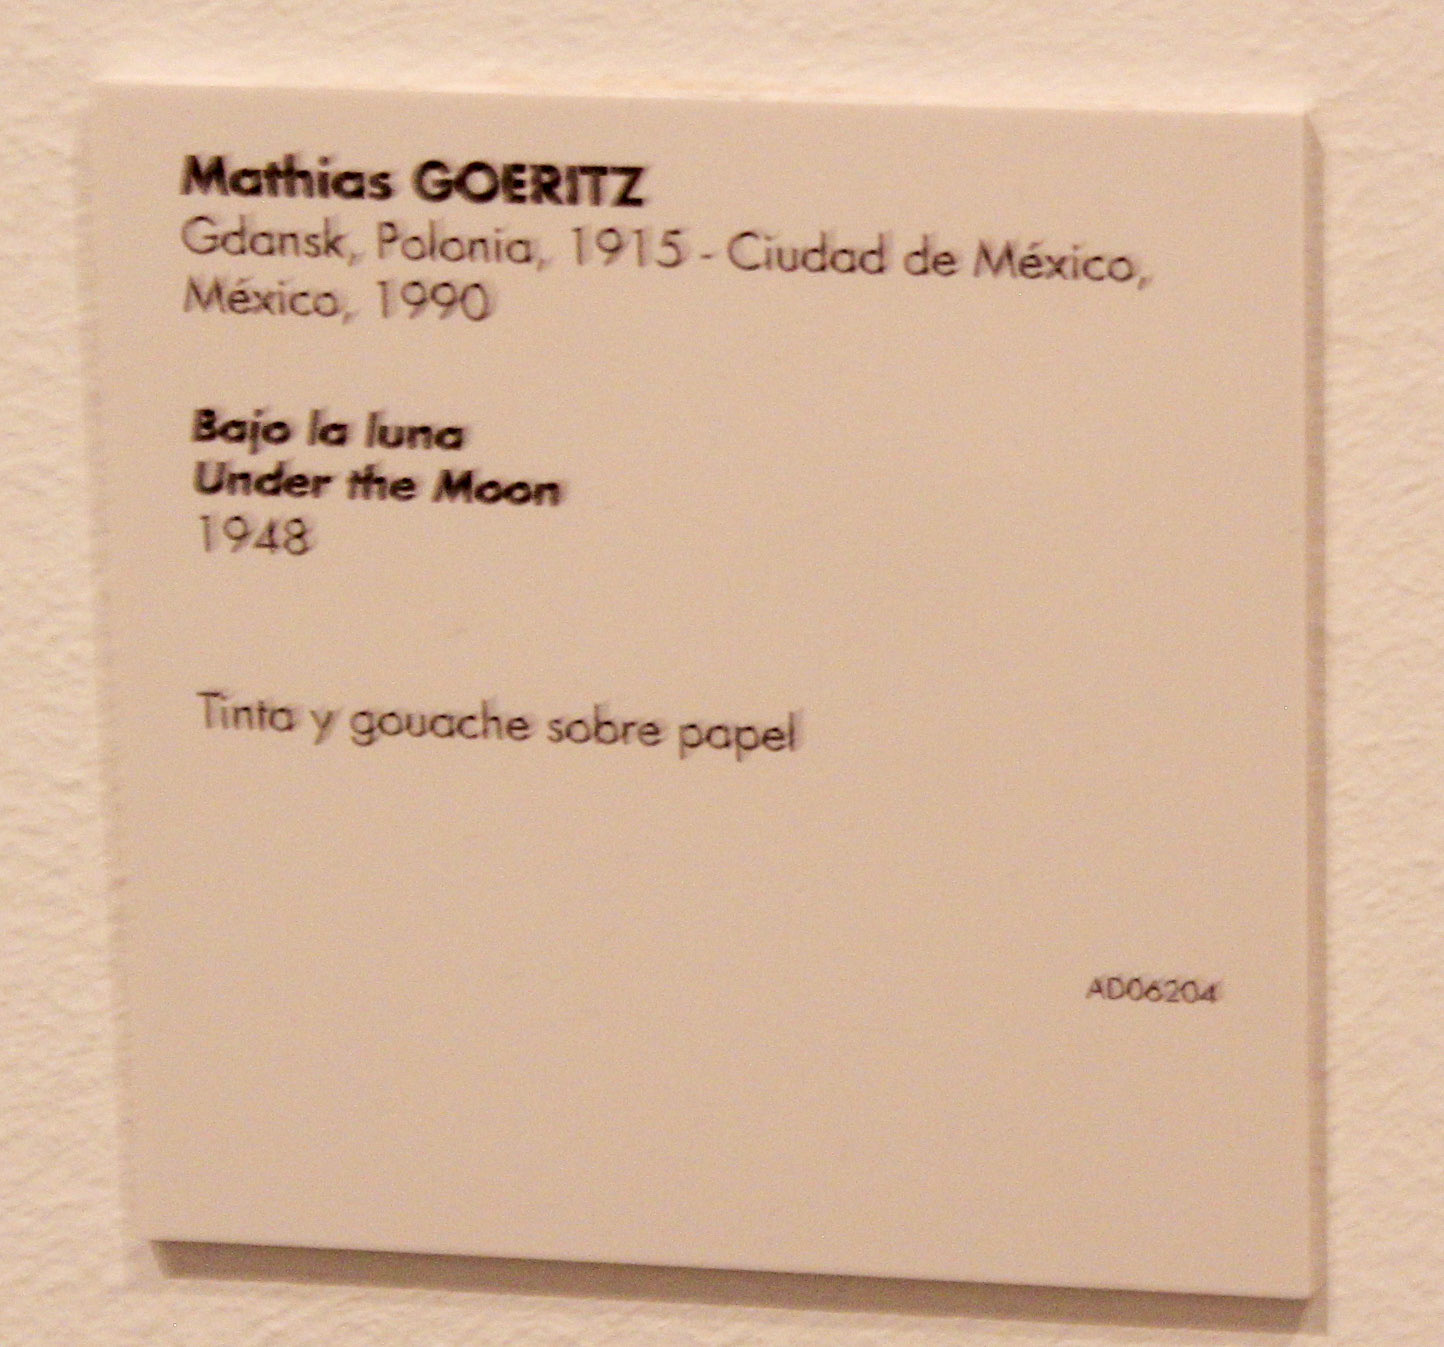 Mathias GOERITZ
Gdansk, Polonia, 1915 - Ciudad de México,
México, 1990
Bajo la luna
Under the Moon
1948
Tinta y gouache sobre papel
AD06204